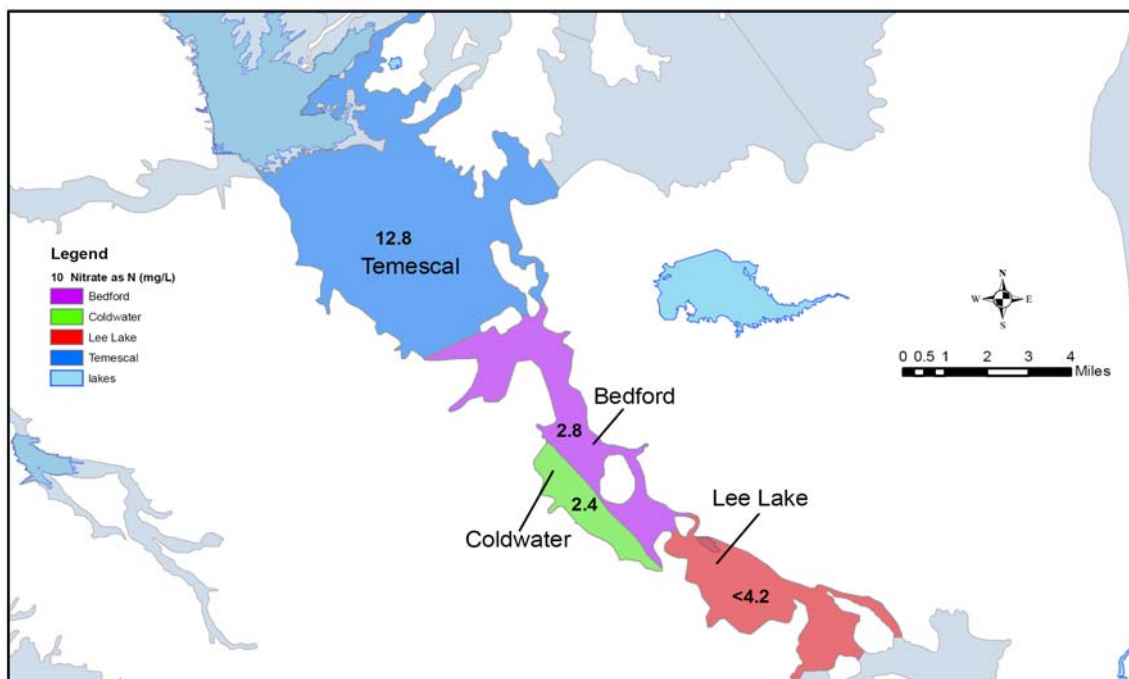 12.8
Temescal
Legend
10 Nitrate as N (mg/L)
Bedford
Coldwater
Lee Lake
Temescal
lakes
N
W E
S
0 0.5 1 2 3 4
Miles
Bedford
2.8
2.4
Coldwater
Lee Lake
<4.2